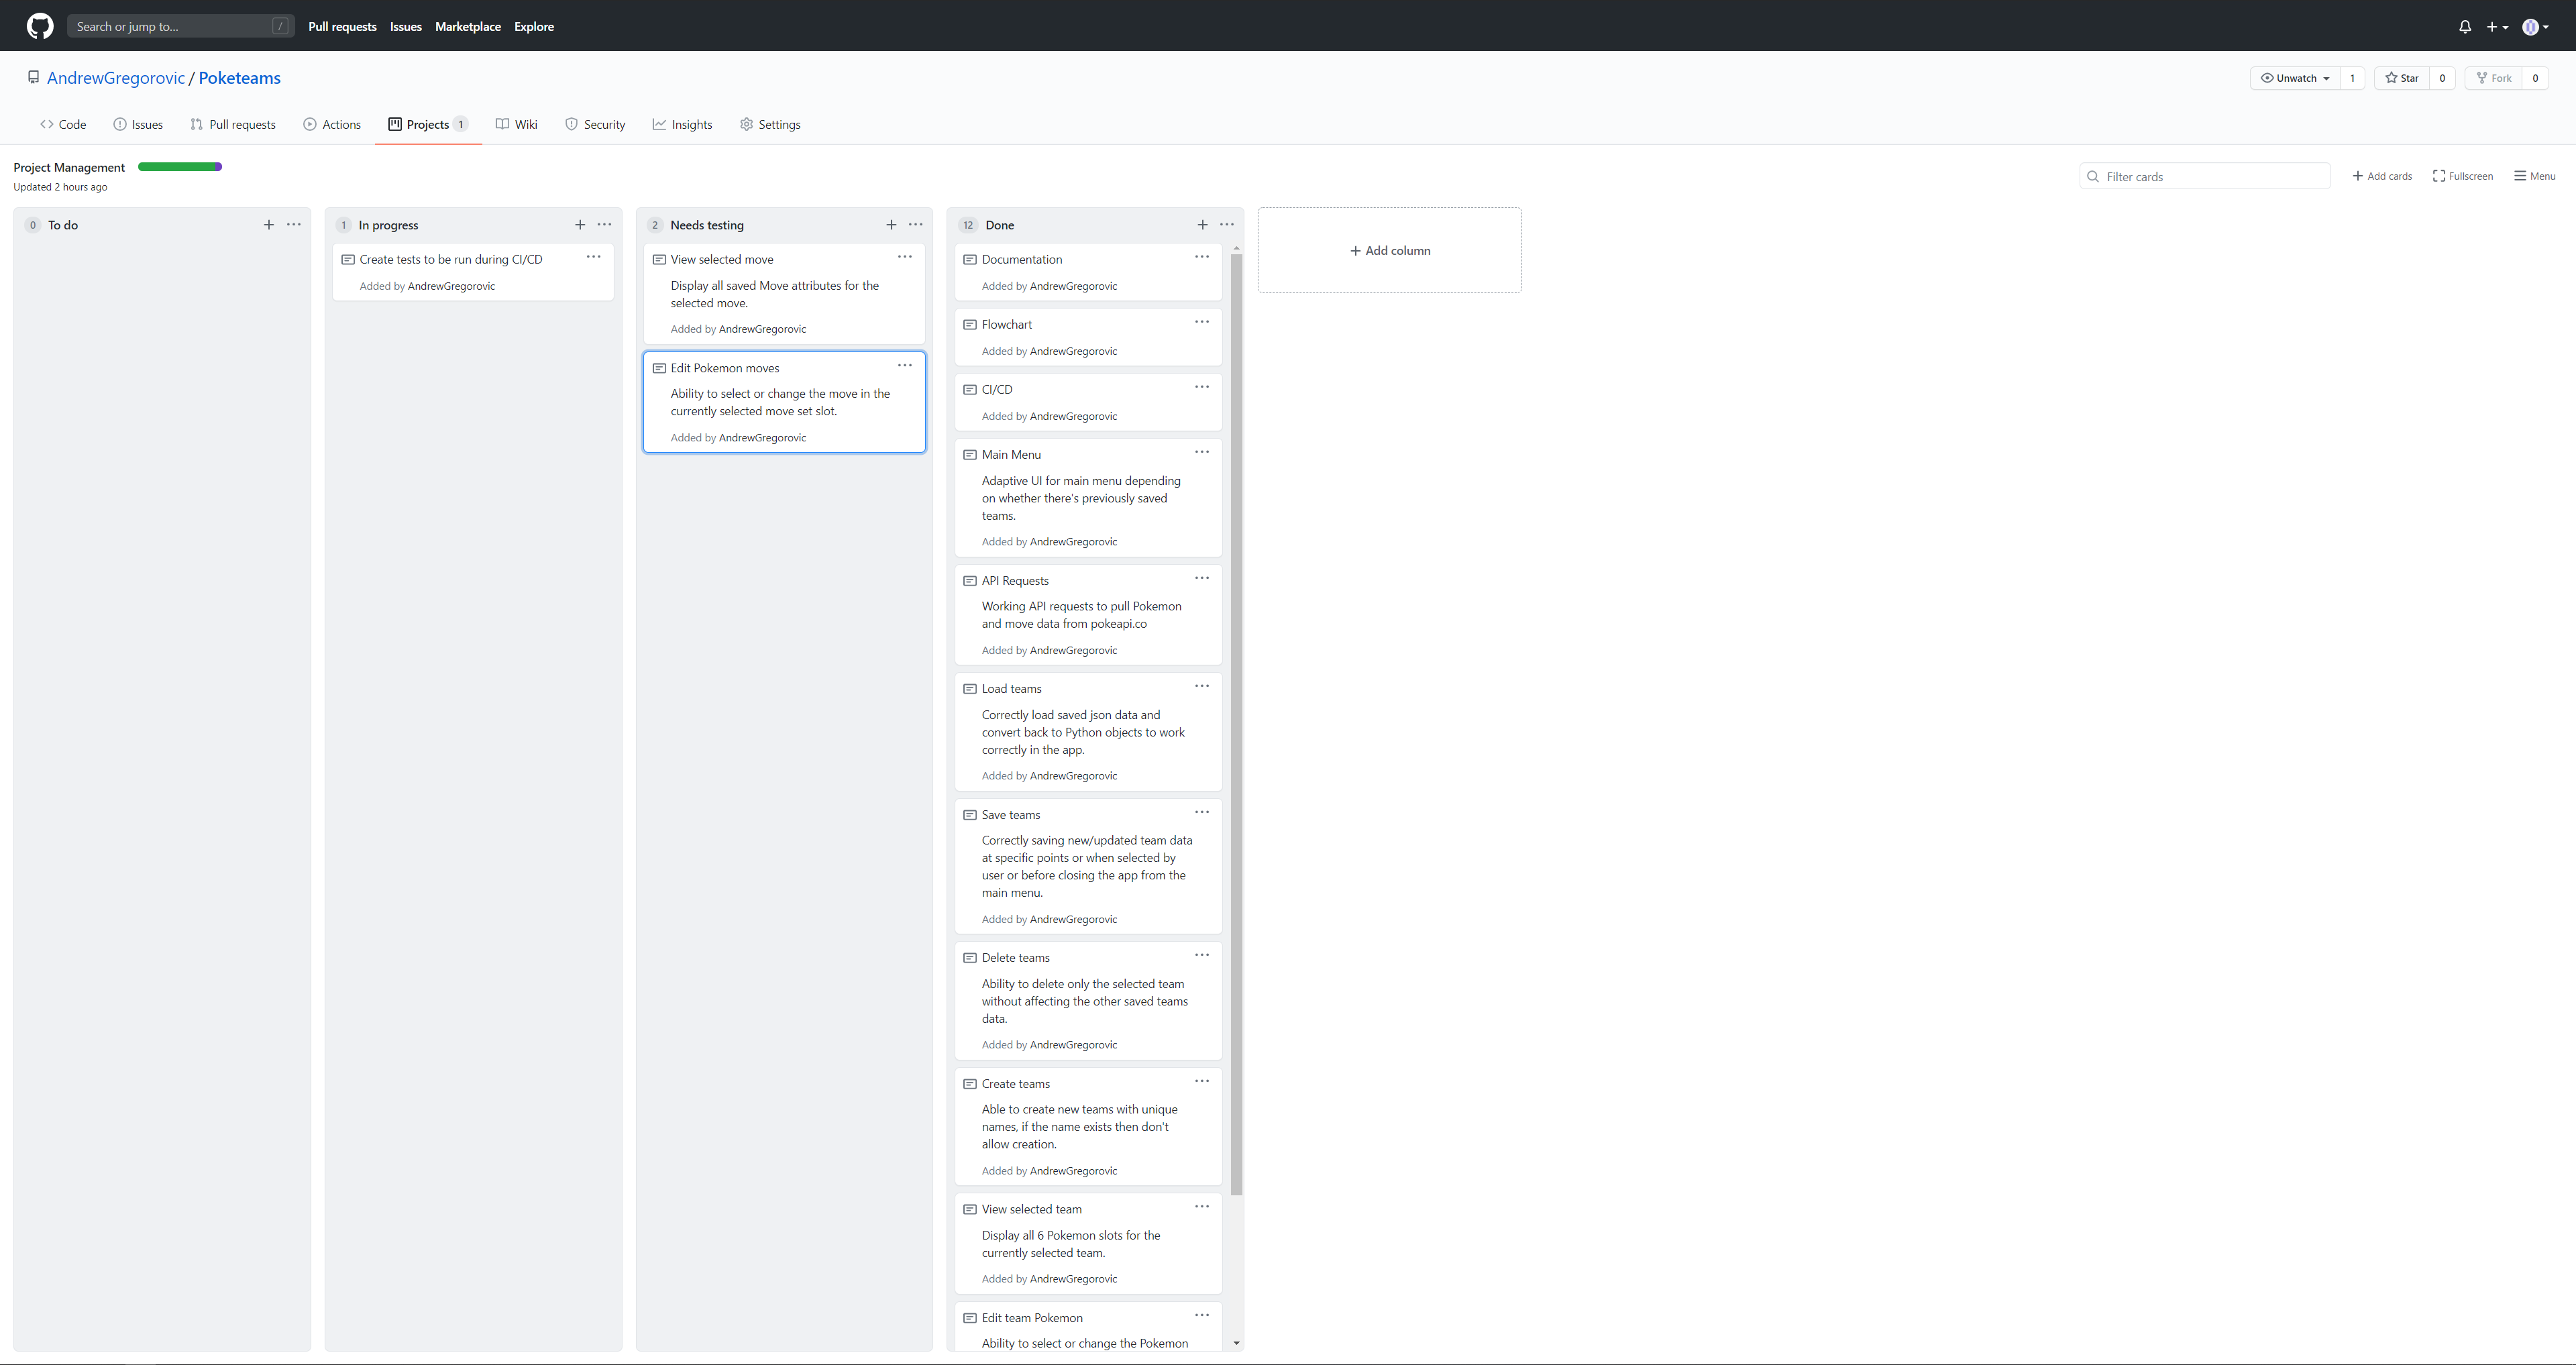 Search or jump to... /
Pull requests Issues Marketplace Explore
AndrewGregorovic / Poketeams
Unwatch 1 Star 0 Fork 0
Code Issues Pull requests Actions Projects 1 Wiki Security Insights Settings
Project Management
Updated 2 hours ago
Filter cards
Add cards Fullscreen Menu
0 To do
1 In progress
Create tests to be run during CI/CD
Added by AndrewGregorovic
2 Needs testing
View selected move
Display all saved Move attributes for the
selected move.
Added by AndrewGregorovic
Edit Pokemon moves
Ability to select or change the move in the
currently selected move set slot.
Added by AndrewGregorovic
12 Done
Documentation
Added by AndrewGregorovic
Flowchart
Added by AndrewGregorovic
CI/CD
Added by AndrewGregorovic
Main Menu
Adaptive UI for main menu depending
on whether there's previously saved
teams.
Added by AndrewGregorovic
API Requests
Working API requests to pull Pokemon
and move data from pokeapi.co
Added by AndrewGregorovic
Load teams
Correctly load saved json data and
convert back to Python objects to work
correctly in the app.
Added by AndrewGregorovic
Save teams
Correctly saving new/updated team data
at specific points or when selected by
user or before closing the app from the
main menu.
Added by AndrewGregorovic
Delete teams
Ability to delete only the selected team
without affecting the other saved teams
data.
Added by AndrewGregorovic
Create teams
Able to create new teams with unique
names, if the name exists then don't
allow creation.
Added by AndrewGregorovic
View selected team
Display all 6 Pokemon slots for the
currently selected team.
Added by AndrewGregorovic
Edit team Pokemon
Ability to select or change the Pokemon
Add column